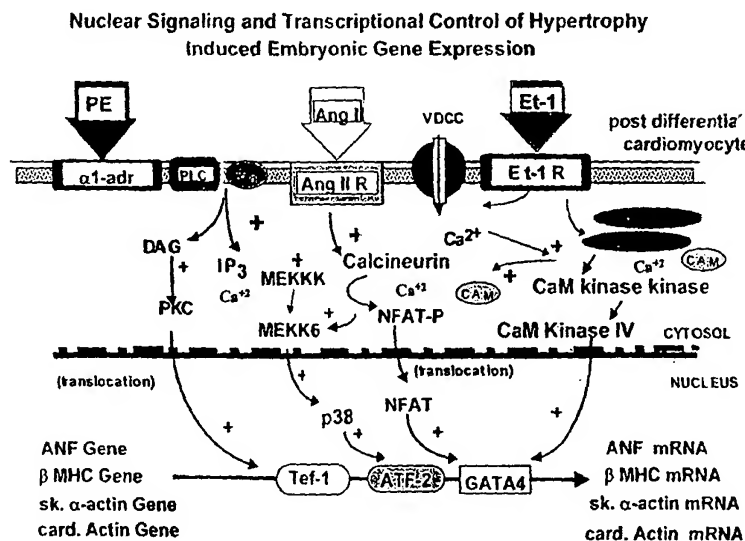 Nuclear Signaling and Transcriptional Control of Hypertrophy
Induced Embryonic Gene Expression
PE
Ang II
VDCC
Et-1
post differentia
cardiomyocyte
α1-adr
PLC
Ang II R
Et-1 R
DAG
+
+
IP3
Ca+2
+
MEKKK
+
Calcineurin
Ca2+
+
Ca+2
CAM
PKC
MEKK6
+
NFAT-P
Ca+2
CAM
+
CaM kinase kinase
CaM Kinase IV
CYTOSOL
(translocation)
(translocation)
NUCLEUS
+
p38
NFAT
+
+
+
+
ANF Gene
β MHC Gene
sk. α-actin Gene
card. Actin Gene
Tef-1
ATF-2
GATA4
ANF mRNA
β MHC mRNA
sk. α-actin mRNA
card. Actin mRNA